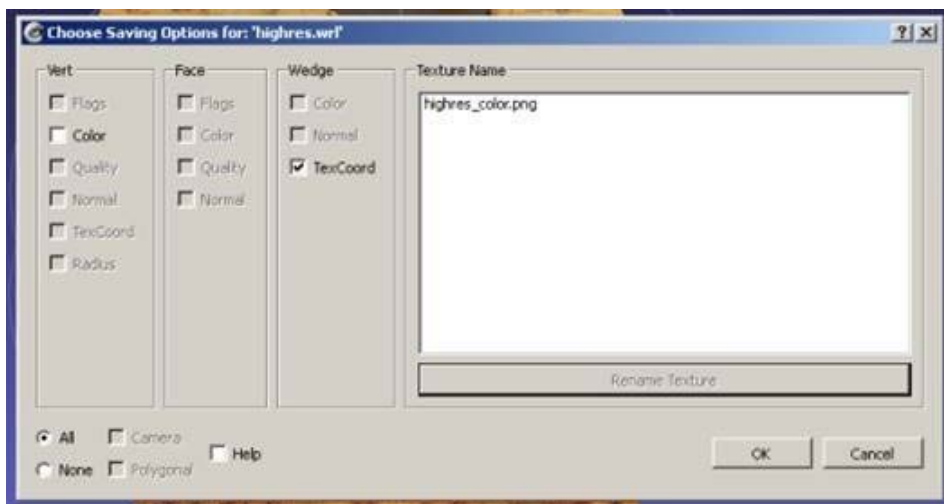 Choose Saving Options for: 'highres.wrl'
Vert
Flags
Color
Quality
Normal
TexCoord
Radius
Face
Flags
Color
Quality
Normal
Wedge
Color
Normal
TexCoord
Texture Name
highres_color.png
Rename Texture
All
Camera
None
Polygonal
Help
OK
Cancel